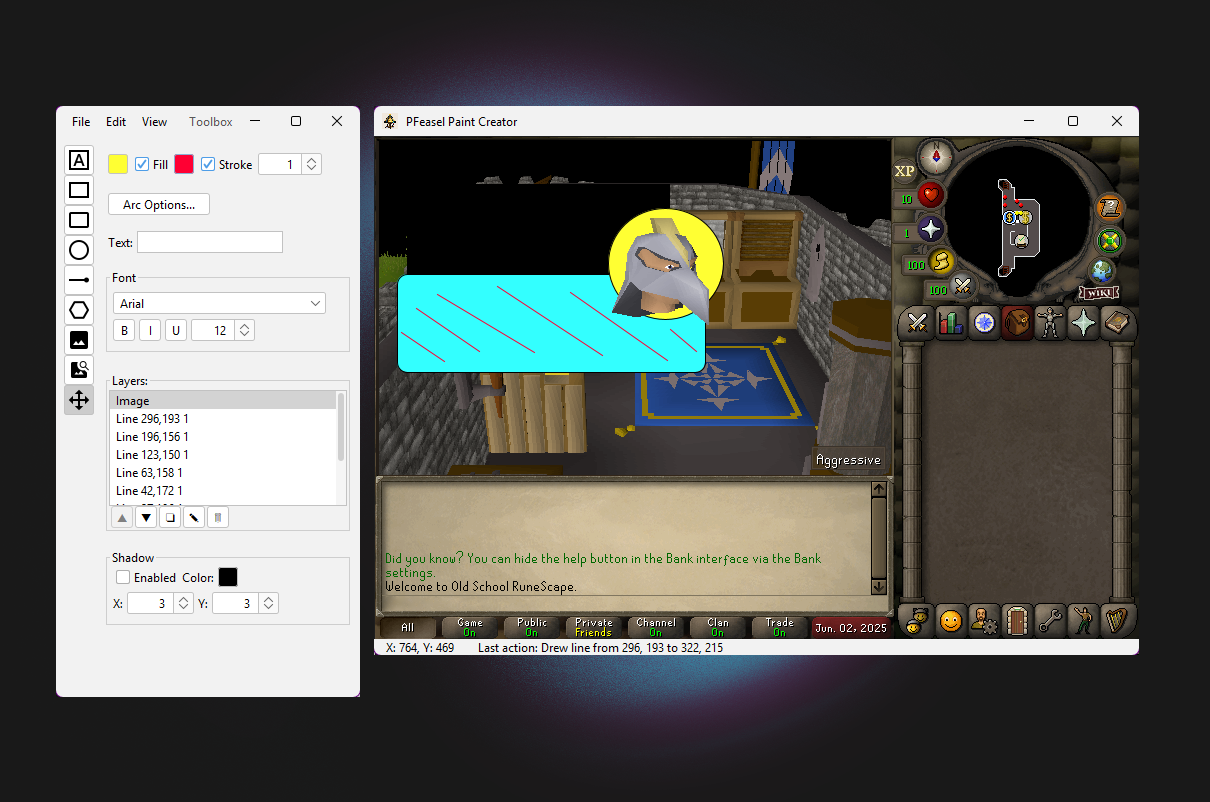 File Edit View Toolbox
A
Fill Stroke 1
Arc Options...
Text:
Font
Arial
B I U 12
Layers:
Image
Line 296,193 1
Line 196,156 1
Line 123,150 1
Line 63,158 1
Line 42,172 1
Shadow
Enabled Color:
X: 3 Y: 3
PFeasel Paint Creator
N
XP
10
1
100
100
WIKI
Aggressive
Did you know? You can hide the help button in the Bank interface via the Bank
settings.
Welcome to Old School RuneScape.
All
Game
On
Public
On
Private
Friends
Channel
On
Clan
On
Trade
On
Jun. 02, 2025
X: 764, Y: 469 Last action: Drew line from 296, 193 to 322, 215